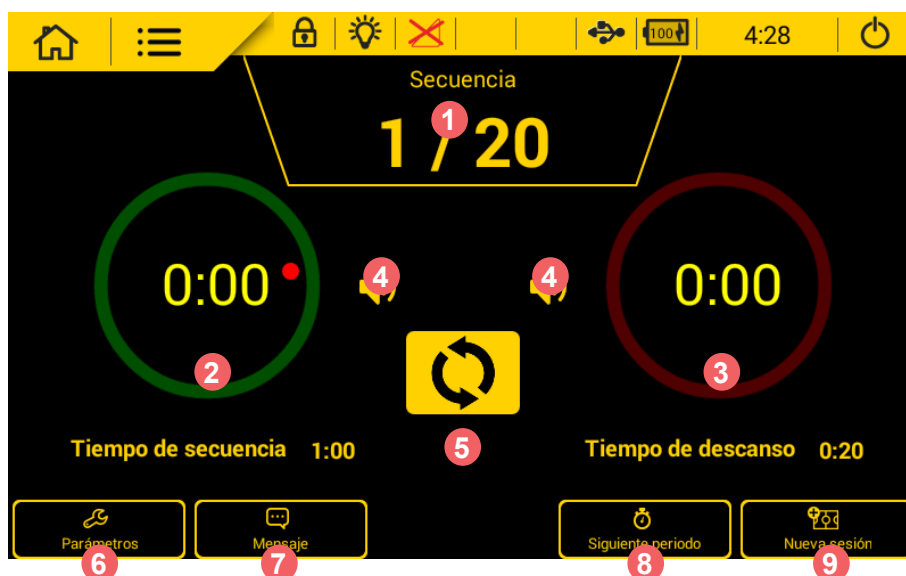 100
4:28
Secuencia
1 / 20
1
0:00
4
4
0:00
2
3
Tiempo de secuencia 1:00
5
Tiempo de descanso 0:20
Parámetros
Mensaje
Siguiente periodo
Nueva sesión
6
7
8
9